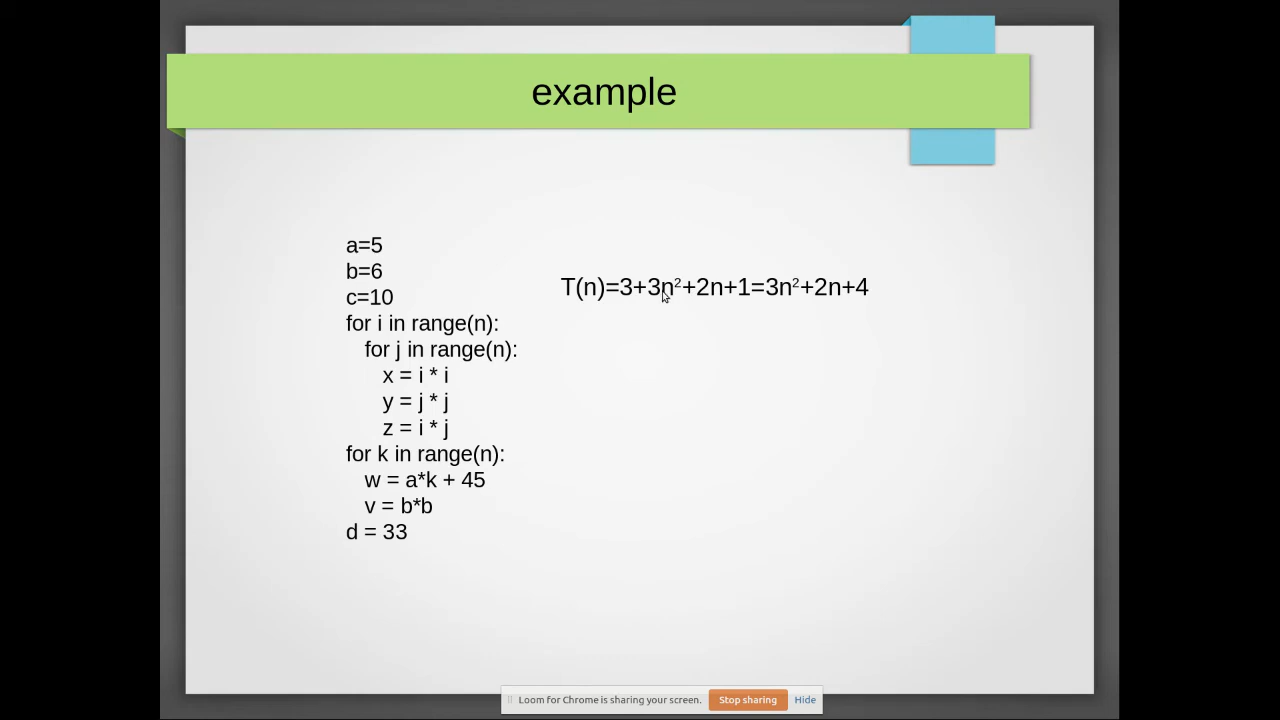 example
a=5
b=6
c=10
for i in range(n):
for j in range(n):
x = i * i
y = j * j
z = i * j
for k in range(n):
w = a*k + 45
v = b*b
d = 33
T(n)=3+3n²+2n+1=3n²+2n+4
Loom for Chrome is sharing your screen. Stop sharing Hide